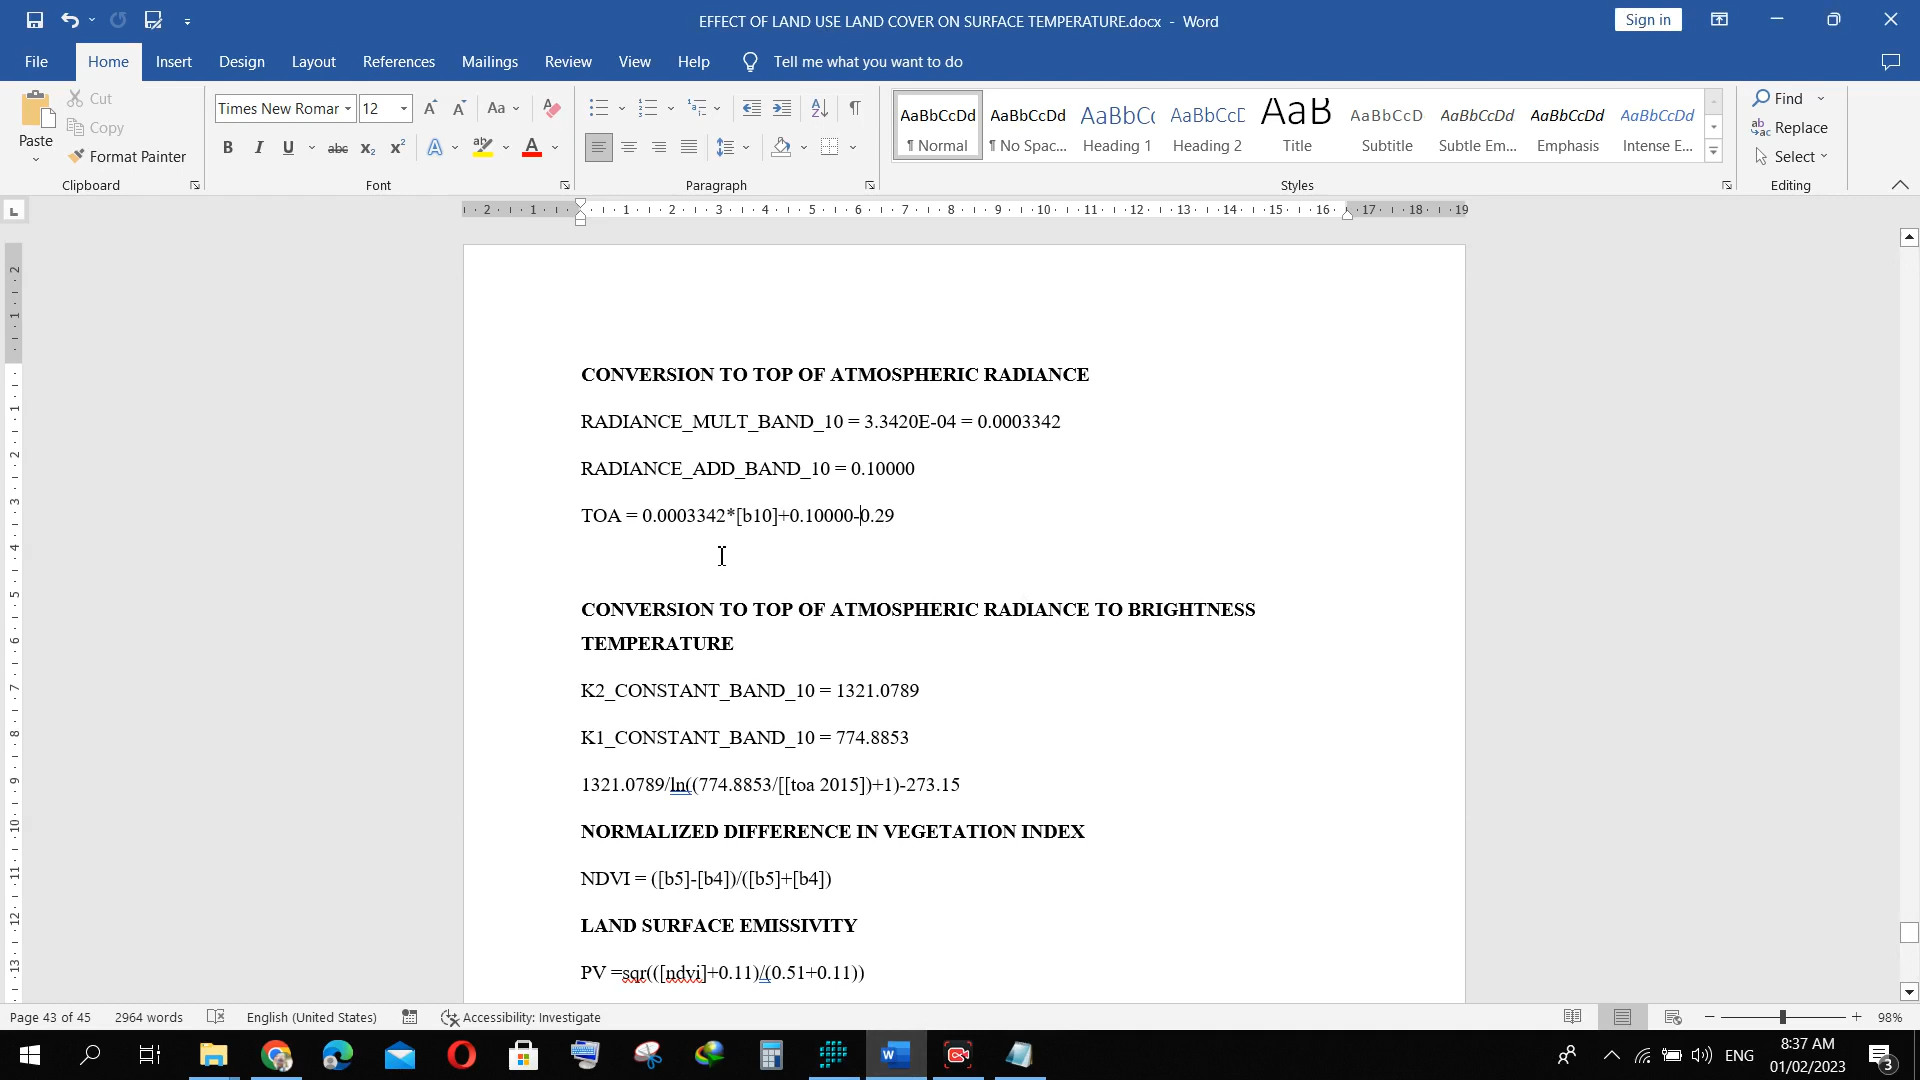 EFFECT OF LAND USE LAND COVER ON SURFACE TEMPERATURE.docx - Word
Sign in
File Home Insert Design Layout References Mailings Review View Help Tell me what you want to do
Paste
Cut
Copy
Format Painter
Clipboard
Times New Romar 12
Font
Paragraph
AaBbCcDd AaBbCcDd AaBbCc AaBbCcC AaB AaBbCcD AaBbCcDd AaBbCcDd AaBbCcDd
¶ Normal ¶ No Spac... Heading 1 Heading 2 Title Subtitle Subtle Em... Emphasis Intense E...
Styles
Find
Replace
Select
Editing
CONVERSION TO TOP OF ATMOSPHERIC RADIANCE
RADIANCE_MULT_BAND_10 = 3.3420E-04 = 0.0003342
RADIANCE_ADD_BAND_10 = 0.10000
TOA = 0.0003342*[b10]+0.10000-0.29
CONVERSION TO TOP OF ATMOSPHERIC RADIANCE TO BRIGHTNESS
TEMPERATURE
K2_CONSTANT_BAND_10 = 1321.0789
K1_CONSTANT_BAND_10 = 774.8853
1321.0789/ln((774.8853/[[toa 2015])+1)-273.15
NORMALIZED DIFFERENCE IN VEGETATION INDEX
NDVI = ([b5]-[b4])/([b5]+[b4])
LAND SURFACE EMISSIVITY
PV =sqr(([ndvi]+0.11)/(0.51+0.11))
Page 43 of 45 2964 words English (United States) Accessibility: Investigate 98%
ENG
8:37 AM
01/02/2023
3